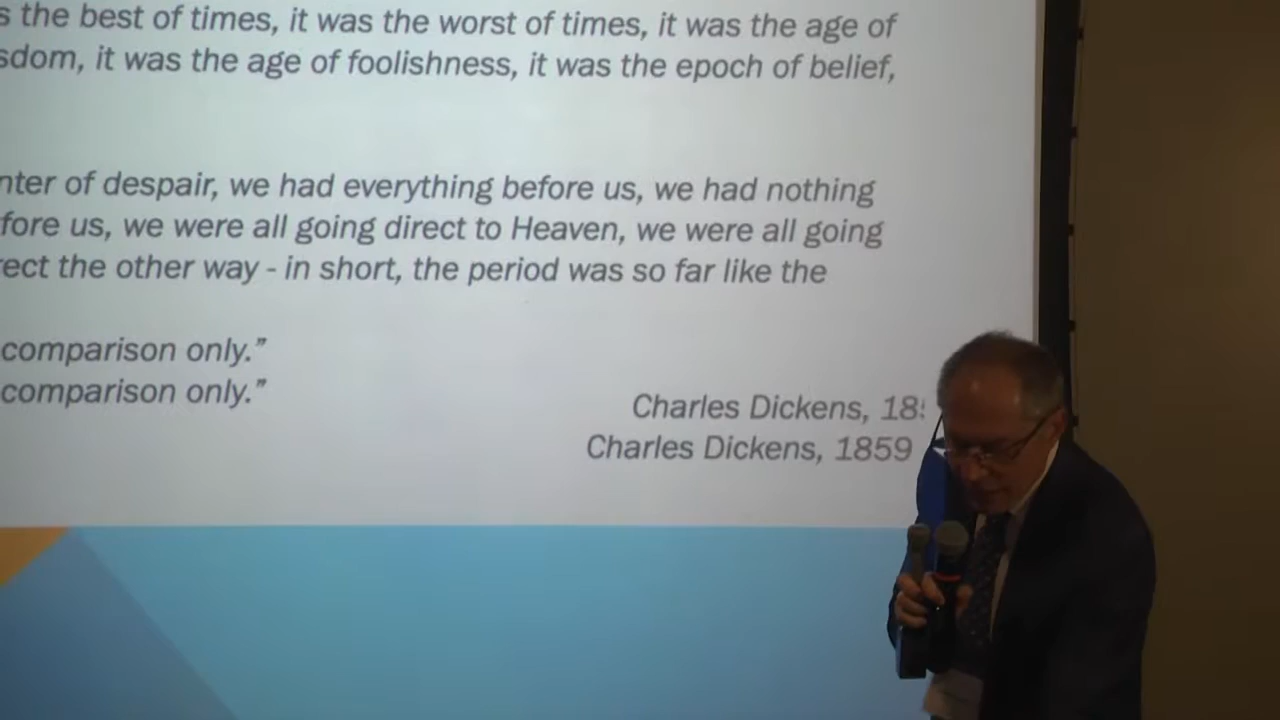 s the best of times, it was the worst of times, it was the age of
sdom, it was the age of foolishness, it was the epoch of belief,
nter of despair, we had everything before us, we had nothing
fore us, we were all going direct to Heaven, we were all going
rect the other way - in short, the period was so far like the
comparison only.”
comparison only.”
Charles Dickens, 18
Charles Dickens, 1859